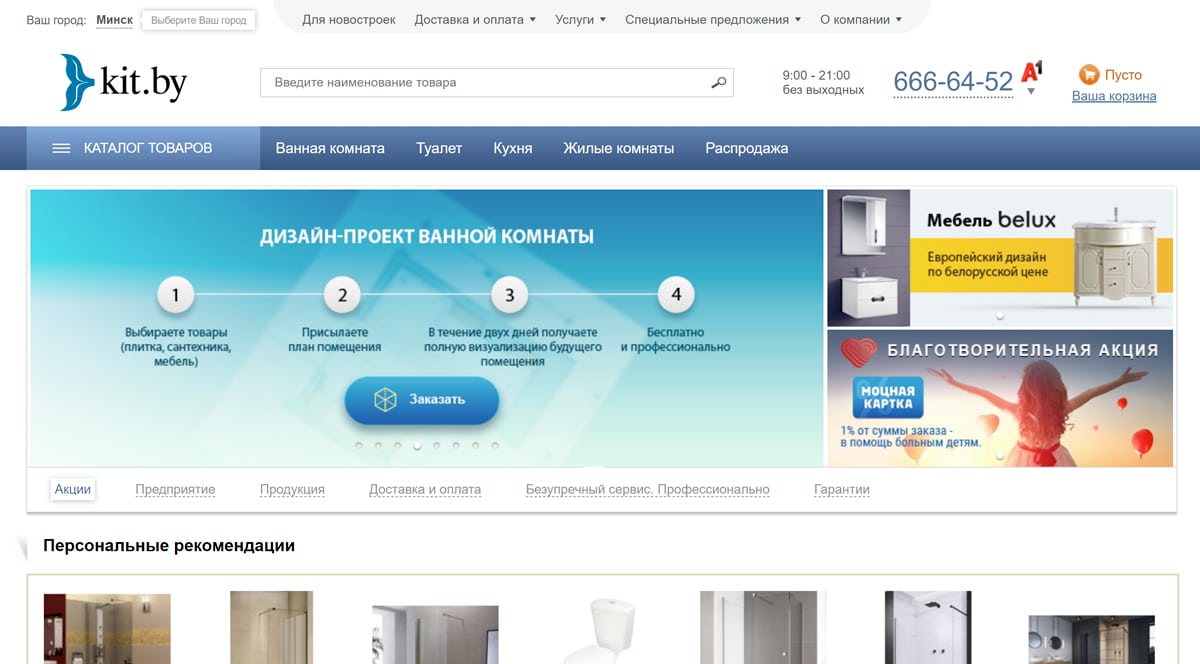 Ваш город: Минск Выберите Ваш город
Для новостроек Доставка и оплата Услуги Специальные предложения О компании
kit.by
Введите наименование товара
9:00 - 21:00
без выходных
666-64-52
A1
Пусто
Ваша корзина
КАТАЛОГ ТОВАРОВ Ванная комната Туалет Кухня Жилые комнаты Распродажа
ДИЗАЙН-ПРОЕКТ ВАННОЙ КОМНАТЫ
1 2 3 4
Выбираете товары
(плитка, сантехника,
мебель)
Присылаете
план помещения
В течение двух дней получаете
полную визуализацию будущего
помещения
Бесплатно
и профессионально
Заказать
Мебель belux
Европейский дизайн
по белорусской цене
БЛАГОТВОРИТЕЛЬНАЯ АКЦИЯ
МОЦНАЯ
КАРТКА
1% от суммы заказа -
в помощь больным детям.
Акции Предприятие Продукция Доставка и оплата Безупречный сервис. Профессионально Гарантии
Персональные рекомендации